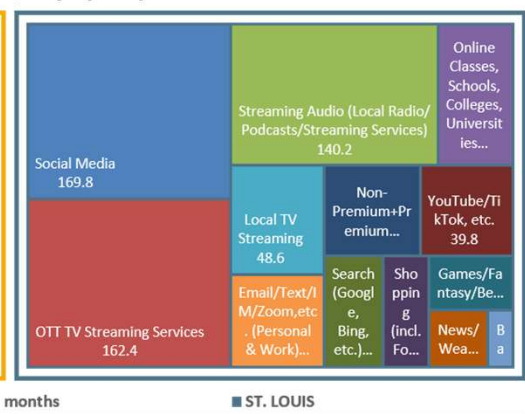 Social Media
169.8
OTT TV Streaming Services
162.4
Streaming Audio (Local Radio/
Podcasts/Streaming Services)
140.2
Online
Classes,
Schools,
Colleges,
Universit
ies...
Local TV
Streaming
48.6
Non-
Premium+Pr
emium...
YouTube/Ti
kTok, etc.
39.8
Email/Text/I
M/Zoom,etc
. (Personal
& Work)...
Search
(Googl
e,
Bing,
etc.)...
Sho
ppin
g
(incl.
Fo...
Games/Fa
ntasy/Be...
News/
Wea...
B
a
months
ST. LOUIS